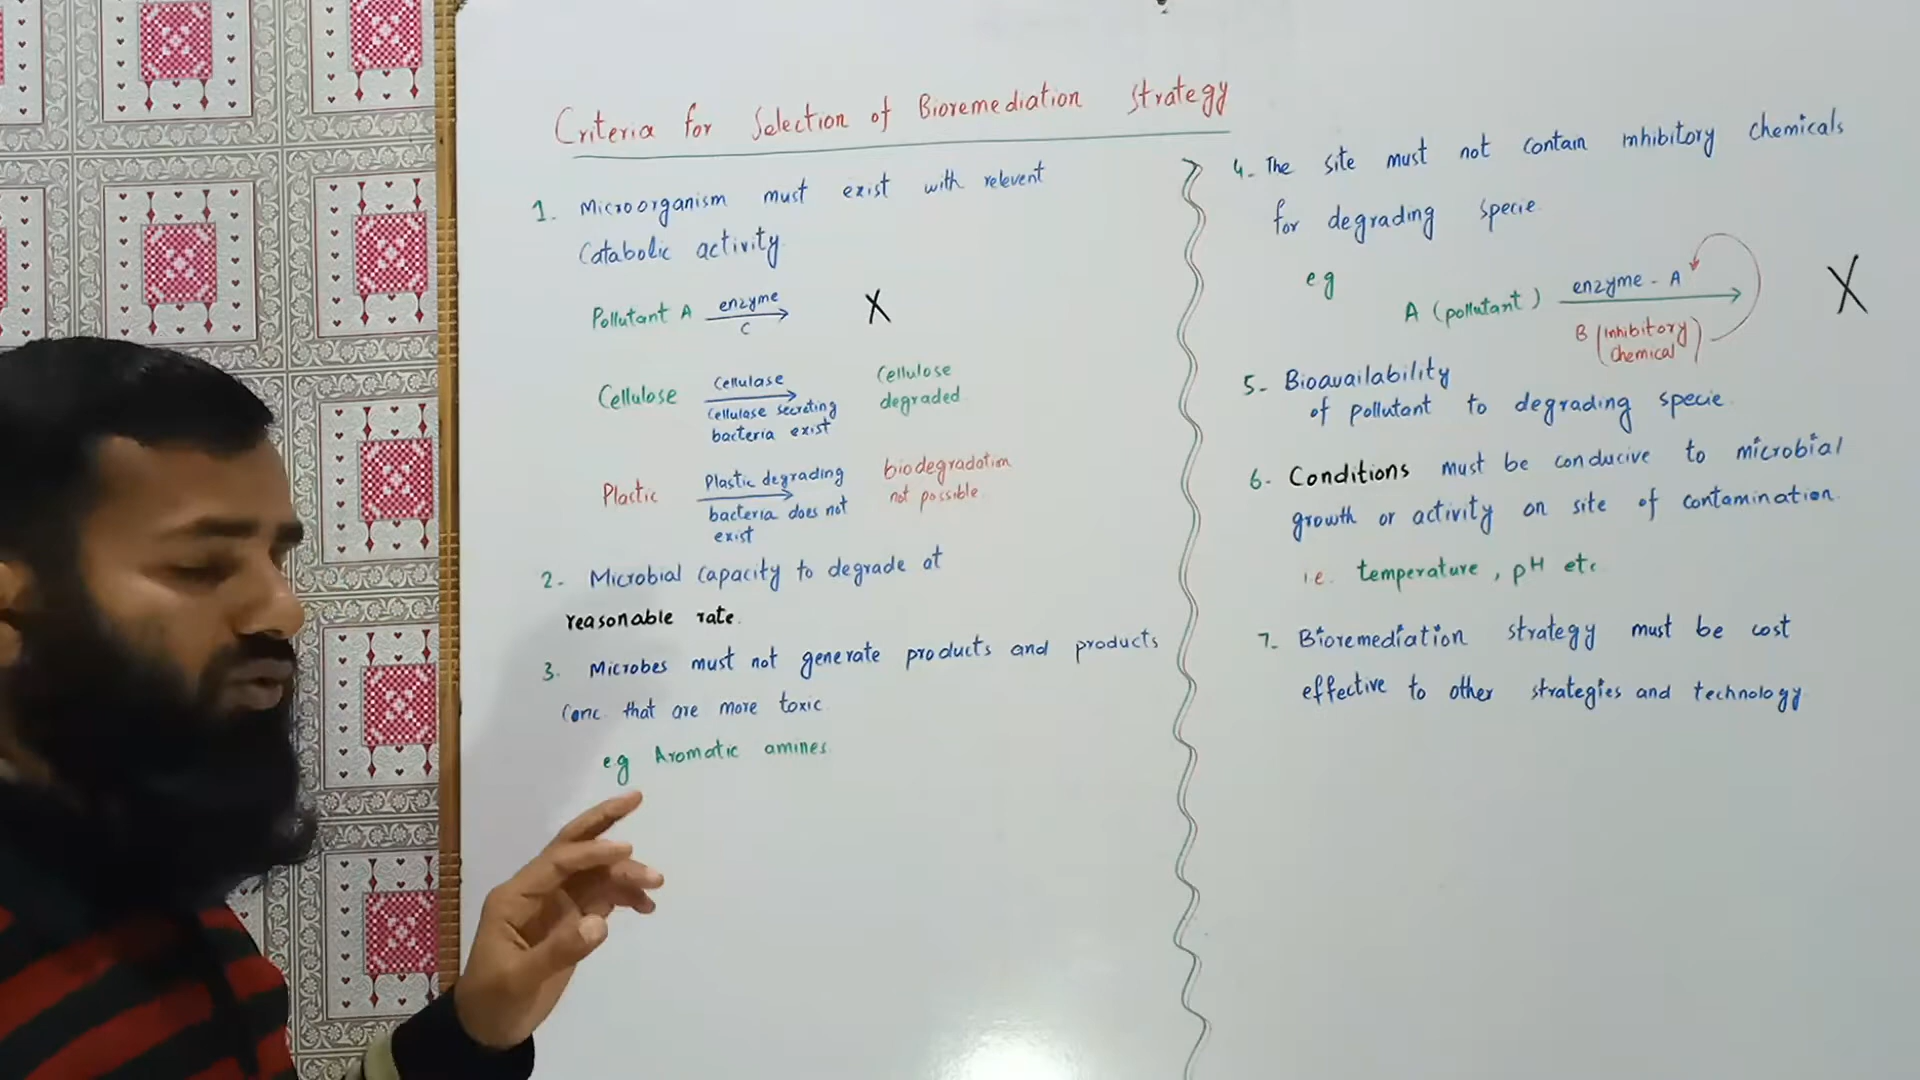 Criteria for Selection of Bioremediation Strategy
1. Microorganism must exist with relevent
Catabolic activity
Pollutant A enzyme X
C
Cellulose Cellulase Cellulose
Cellulase secreting degraded
bacteria exist
Plastic Plastic degrading biodegradation
bacteria does not not possible
exist
2- Microbial capacity to degrade at
reasonable rate.
3. Microbes must not generate products and products
Conc. that are more toxic
eg Aromatic amines
4- The site must not contain inhibitory chemicals
for degrading specie
eg
A (pollutant) enzyme - A X
B (inhibitory
chemical)
5- Bioavailability
of pollutant to degrading specie
6- Conditions must be conducive to microbial
growth or activity on site of contamination
i.e. temperature, pH etc
7- Bioremediation strategy must be cost
effective to other strategies and technology